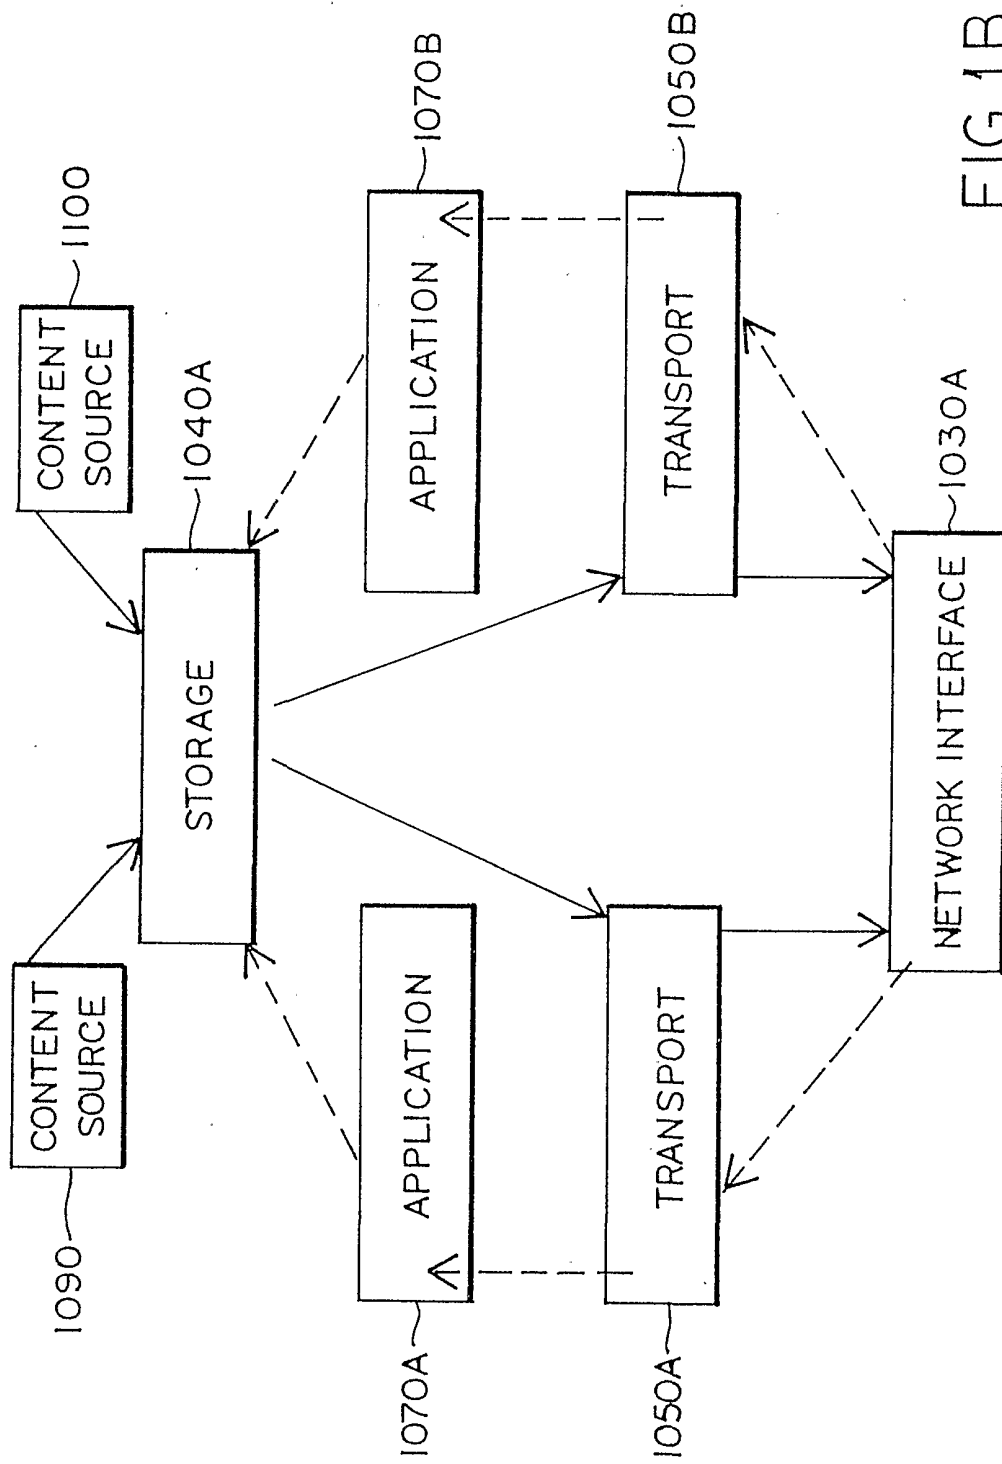 CONTENT
SOURCE
1090
CONTENT
SOURCE
1100
STORAGE
1040A
APPLICATION
1070A
APPLICATION
1070B
TRANSPORT
1050A
TRANSPORT
1050B
NETWORK INTERFACE
1030A
FIG. 1B